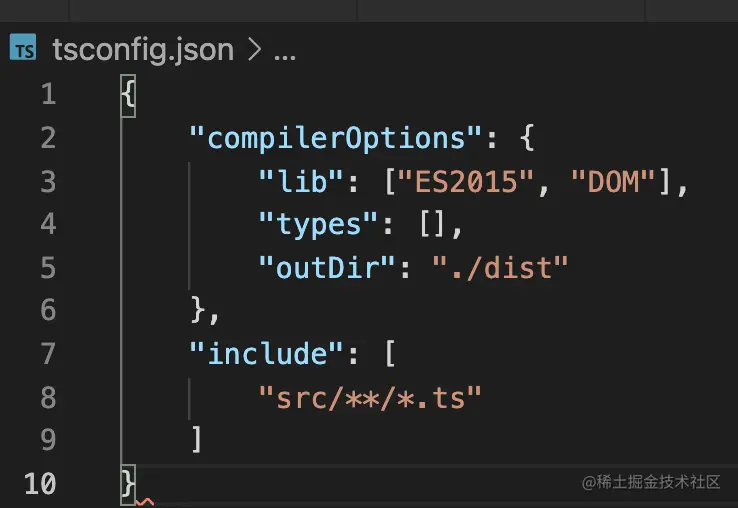 TS tsconfig.json > ...
1 {
2     "compilerOptions": {
3         "lib": ["ES2015", "DOM"],
4         "types": [],
5         "outDir": "./dist"
6     },
7     "include": [
8         "src/**/*.ts"
9     ]
10 }
@稀土掘金技术社区